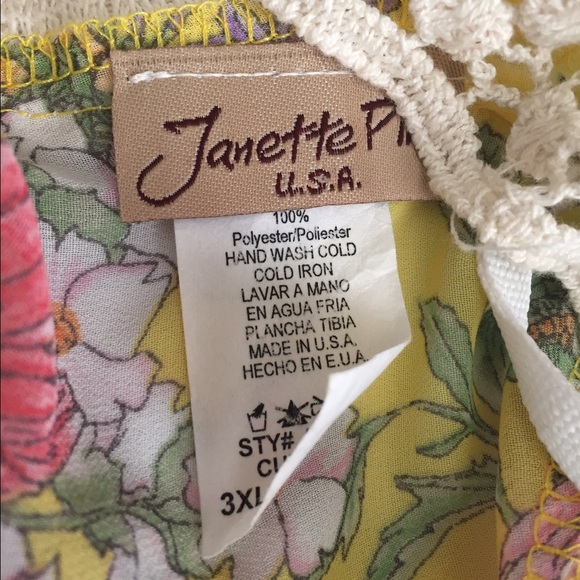 Janette
U.S.A.
100%
Polyester/Poliester
HAND WASH COLD
COLD IRON
LAVAR A MANO
EN AGUA FRIA
PLANCHA TIBIA
MADE IN U.S.A.
HECHO EN E.U.A.
STY#
3XL